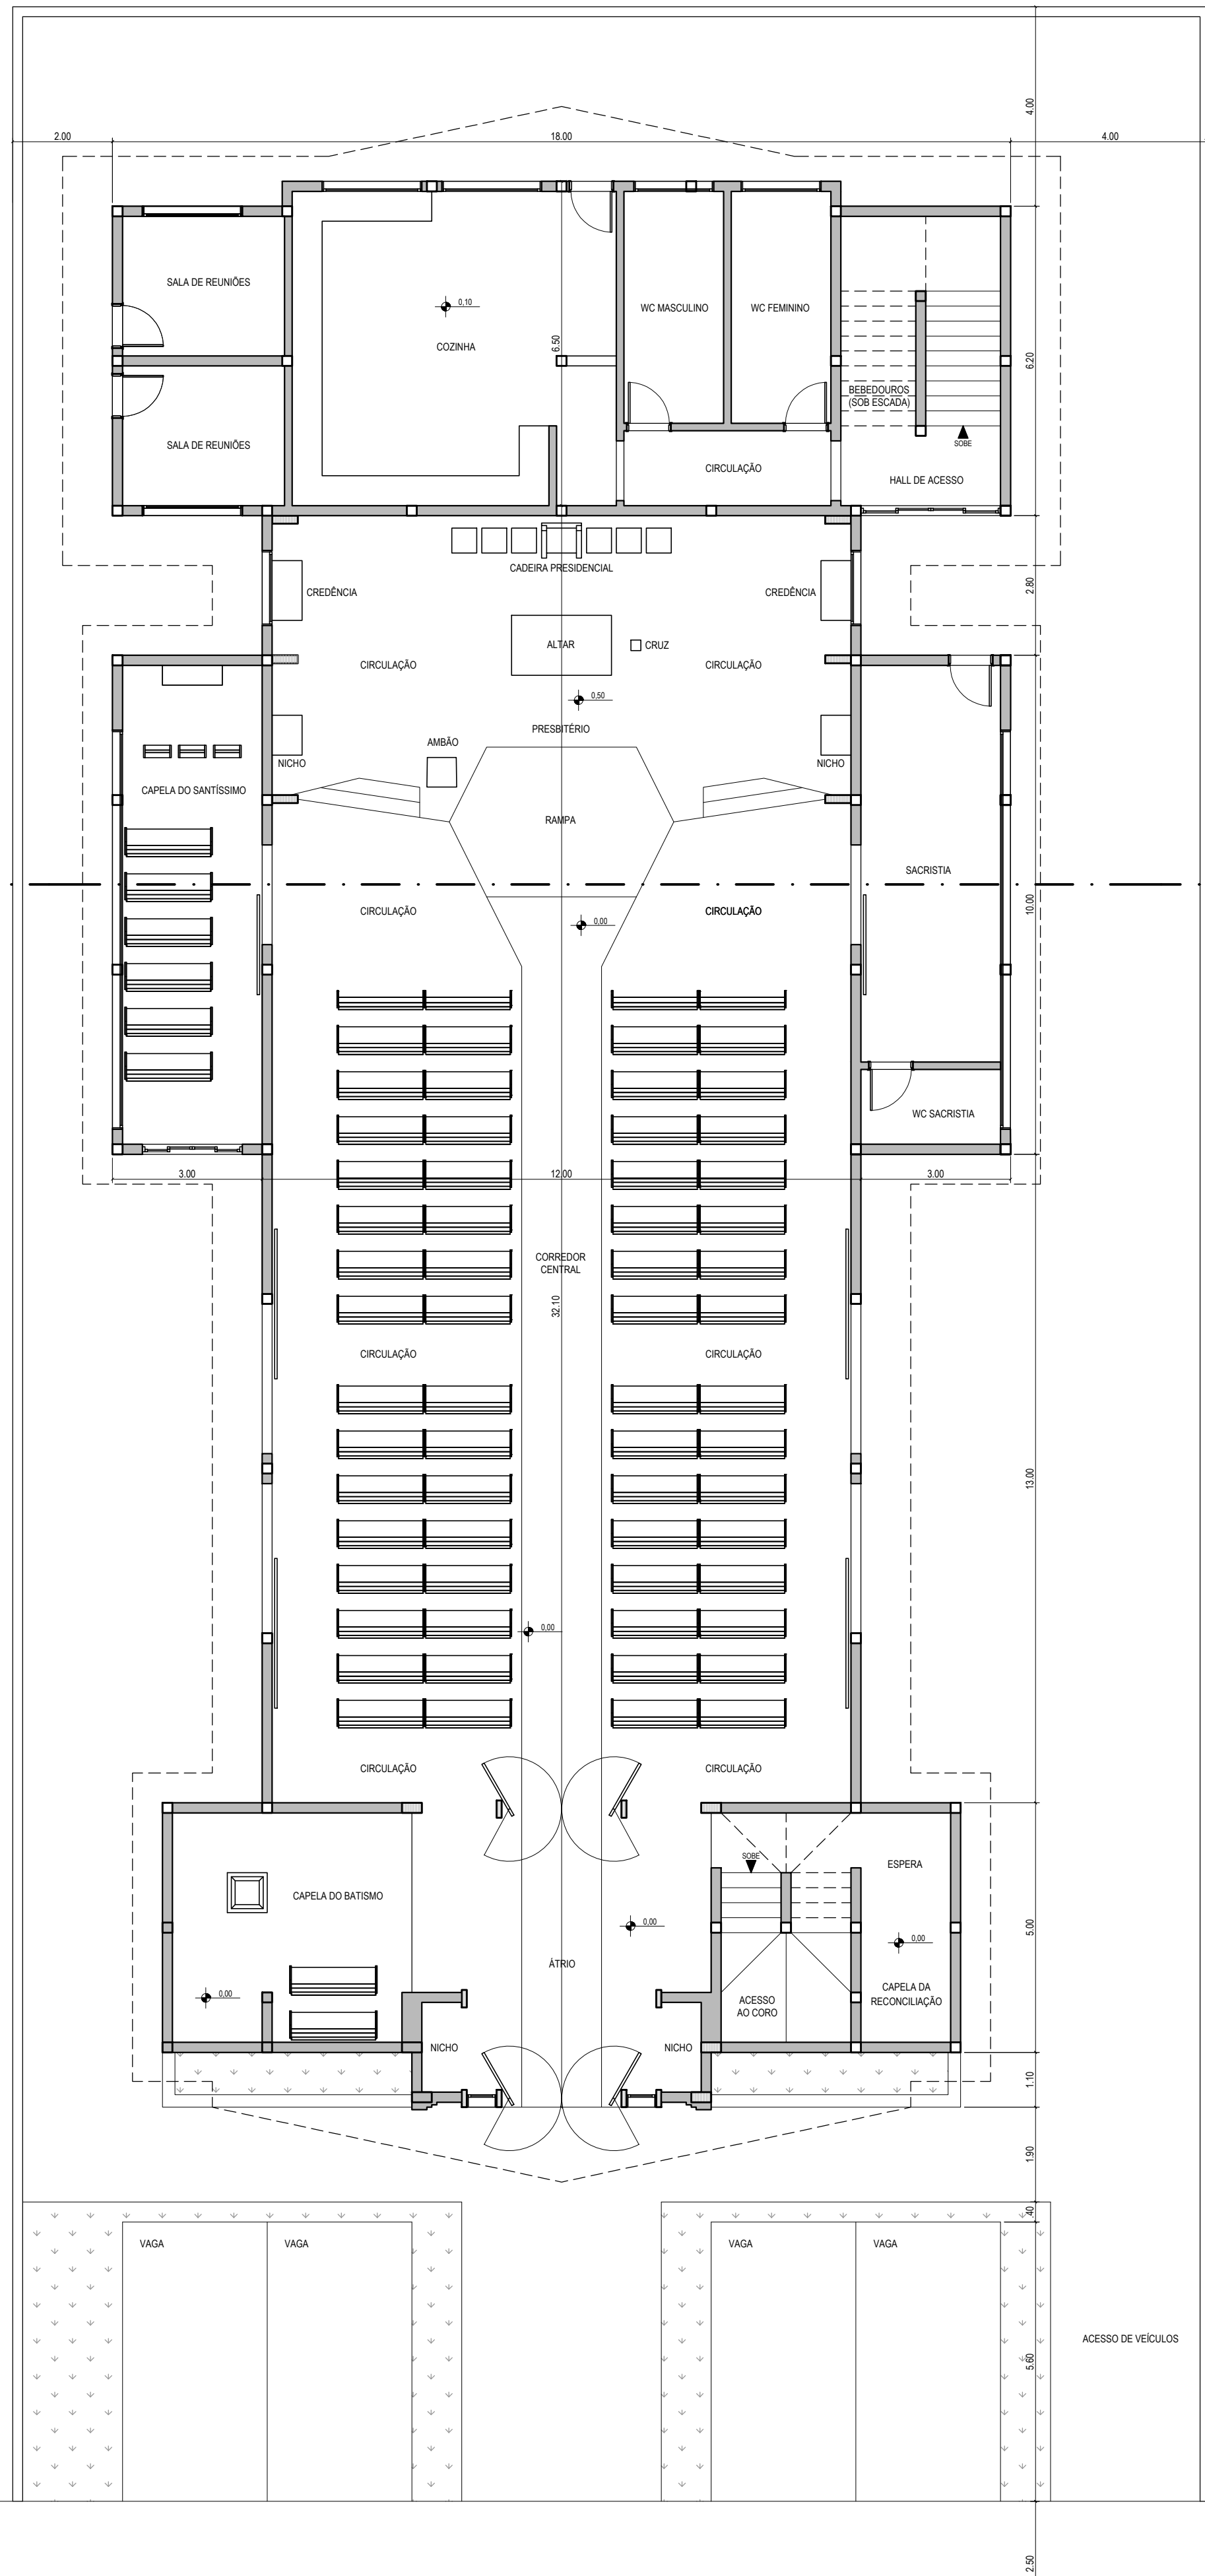 4.00
2.00
18.00
4.00
SALA DE REUNIÕES
0,10
WC MASCULINO
WC FEMININO
COZINHA
6.50
6.20
BEBEDOUROS
(SOB ESCADA)
SOBE
SALA DE REUNIÕES
CIRCULAÇÃO
HALL DE ACESSO
CADEIRA PRESIDENCIAL
CREDÊNCIA
CREDÊNCIA
2.80
ALTAR
CRUZ
CIRCULAÇÃO
CIRCULAÇÃO
0,50
PRESBITÉRIO
AMBÃO
NICHO
NICHO
CAPELA DO SANTÍSSIMO
RAMPA
SACRISTIA
CIRCULAÇÃO
CIRCULAÇÃO
10.00
0,00
WC SACRISTIA
3.00
12.00
3.00
CORREDOR
CENTRAL
32.10
CIRCULAÇÃO
CIRCULAÇÃO
13.00
0,00
CIRCULAÇÃO
CIRCULAÇÃO
SOBE
ESPERA
CAPELA DO BATISMO
0,00
5.00
0,00
ÁTRIO
0,00
ACESSO
AO CORO
CAPELA DA
RECONCILIAÇÃO
NICHO
NICHO
1.10
1.90
.40
VAGA
VAGA
VAGA
VAGA
ACESSO DE VEÍCULOS
5.60
2.50